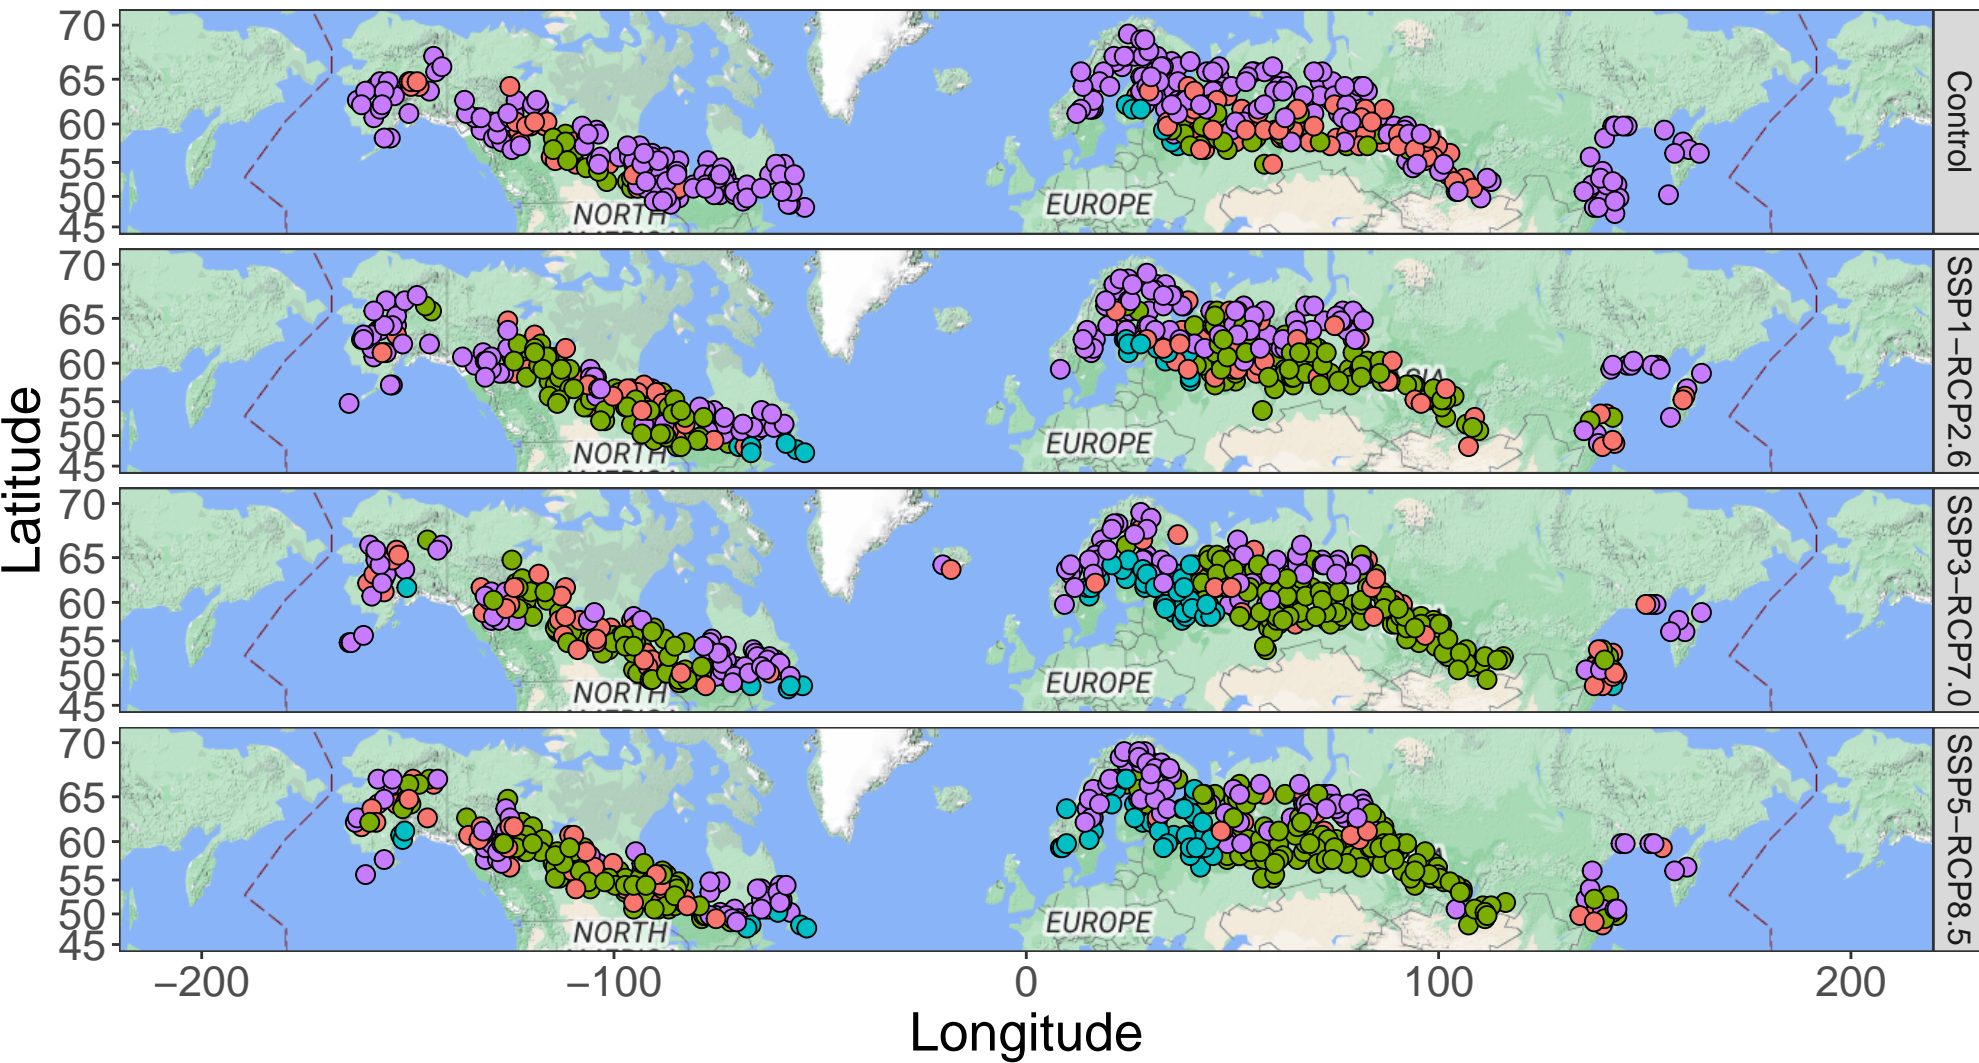 Latitude
70
65
60
55
50
45
NORTH
EUROPE
Control
70
65
60
55
50
45
NORTH
EUROPE
SSP1−RCP2.6
70
65
60
55
50
45
NORTH
EUROPE
SSP3−RCP7.0
70
65
60
55
50
45
NORTH
EUROPE
SSP5−RCP8.5
−200
−100
0
100
200
Longitude